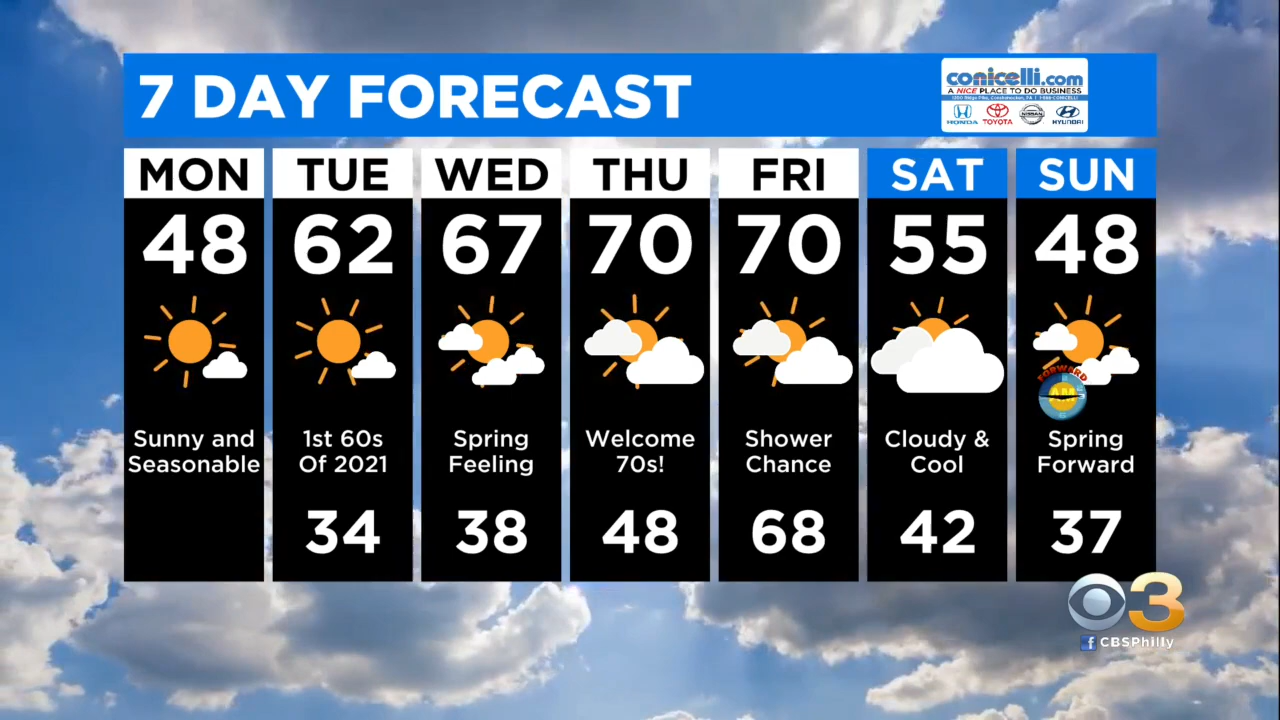 7 DAY FORECAST
conicelli.com
A NICE PLACE TO DO BUSINESS
HONDA TOYOTA NISSAN HYUNDAI
MON TUE WED THU FRI SAT SUN
48 62 67 70 70 55 48
FORWARD
AM
Sunny and Seasonable
1st 60s Of 2021
Spring Feeling
Welcome 70s!
Shower Chance
Cloudy & Cool
Spring Forward
34 38 48 68 42 37
3
f CBSPhilly